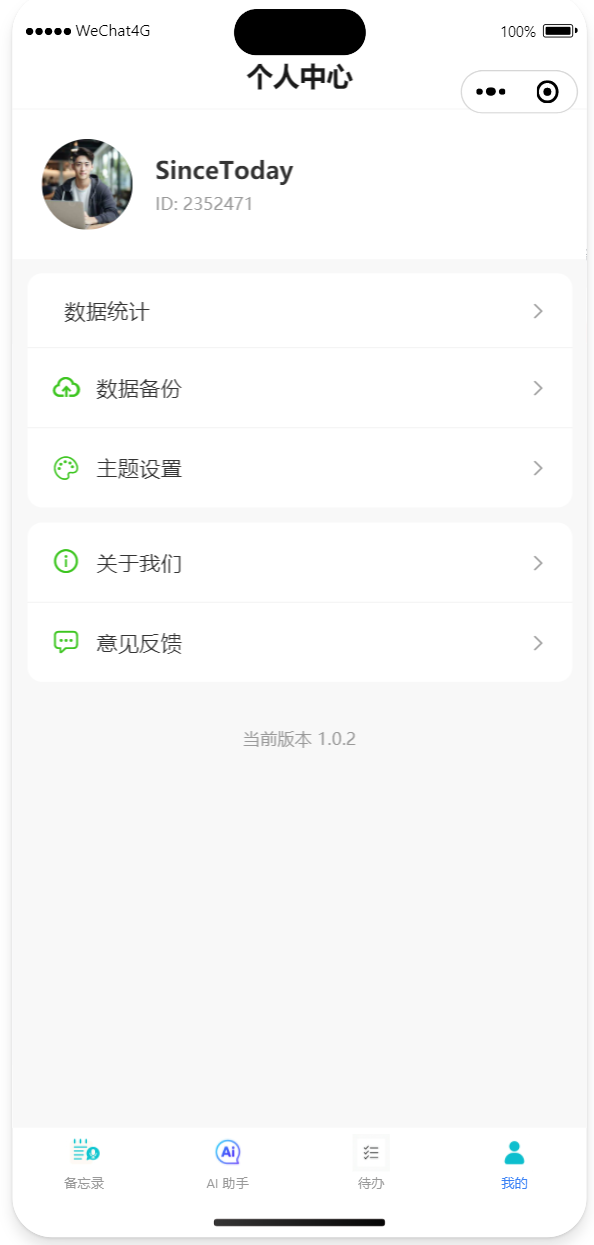 WeChat4G
100%
个人中心
SinceToday
ID: 2352471
数据统计
数据备份
主题设置
关于我们
意见反馈
当前版本 1.0.2
Ai
备忘录
AI 助手
待办
我的